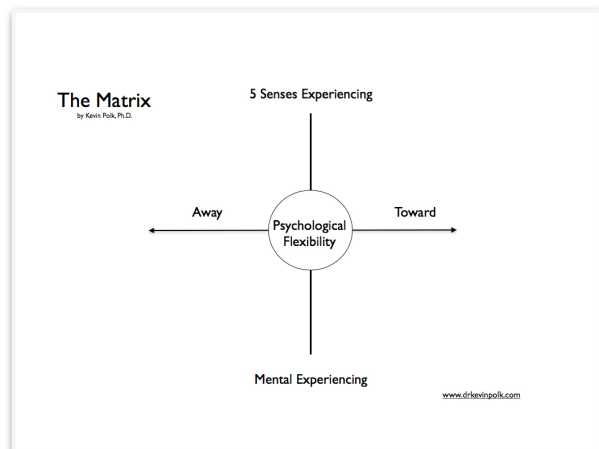 The Matrix
by Kevin Polk, Ph.D.
5 Senses Experiencing
Away
Toward
Psychological
Flexibility
Mental Experiencing
www.drkevinpolk.com